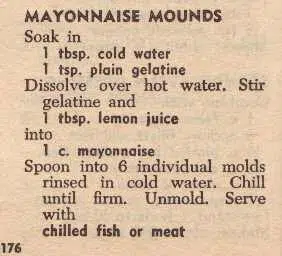 MAYONNAISE MOUNDS
Soak in
1 tbsp. cold water
1 tsp. plain gelatine
Dissolve over hot water. Stir
gelatine and
1 tbsp. lemon juice
into
1 c. mayonnaise
Spoon into 6 individual molds
rinsed in cold water. Chill
until firm. Unmold. Serve
with
chilled fish or meat
176